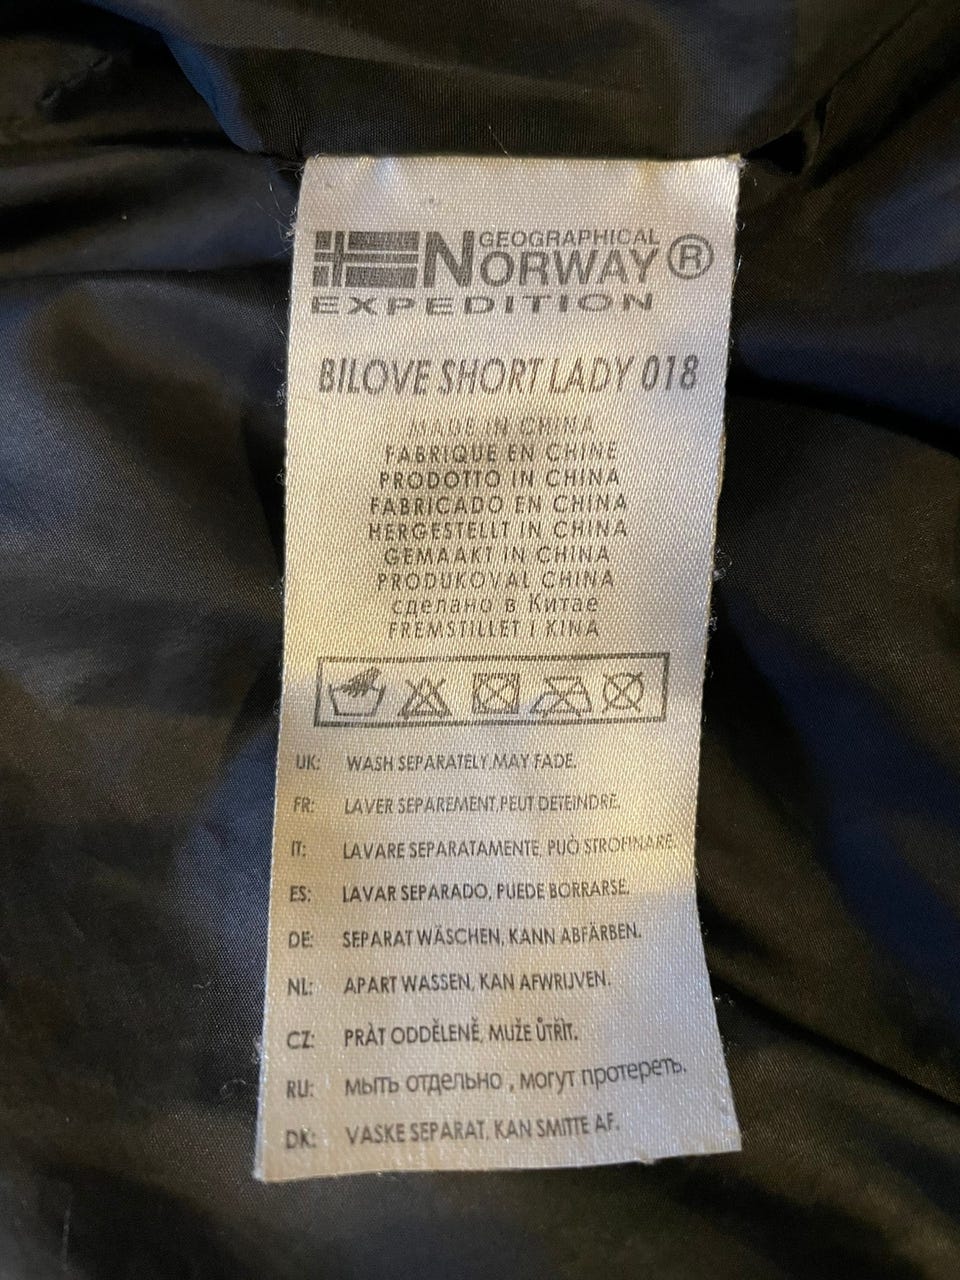 GEOGRAPHICAL
NORWAY ®
EXPEDITION
BILOVE SHORT LADY 018
MADE IN CHINA
FABRIQUE EN CHINE
PRODOTTO IN CHINA
FABRICADO EN CHINA
HERGESTELLT IN CHINA
GEMAAKT IN CHINA
PRODUKOVAL CHINA
сделано в Китае
FREMSTILLET I KINA
UK: WASH SEPARATELY, MAY FADE.
FR: LAVER SEPAREMENT, PEUT DETEINDRE.
IT: LAVARE SEPARATAMENTE, PUÒ STROFINARE.
ES: LAVAR SEPARADO, PUEDE BORRARSE.
DE: SEPARAT WÄSCHEN, KANN ABFÄRBEN.
NL: APART WASSEN, KAN AFWRIJVEN.
CZ: PRÀT ODDĚLENĚ, MUŽE ŮTŘÍT.
RU: мыть отдельно , могут протереть.
DK: VASKE SEPARAT, KAN SMITTE AF.